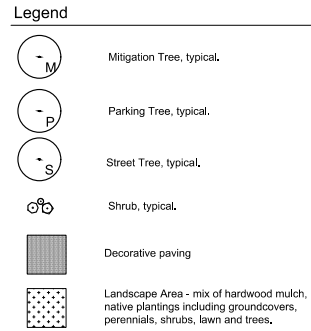 Legend
M
Mitigation Tree, typical.
P
Parking Tree, typical.
S
Street Tree, typical.
Shrub, typical.
Decorative paving
Landscape Area - mix of hardwood mulch,
native plantings including groundcovers,
perennials, shrubs, lawn and trees.